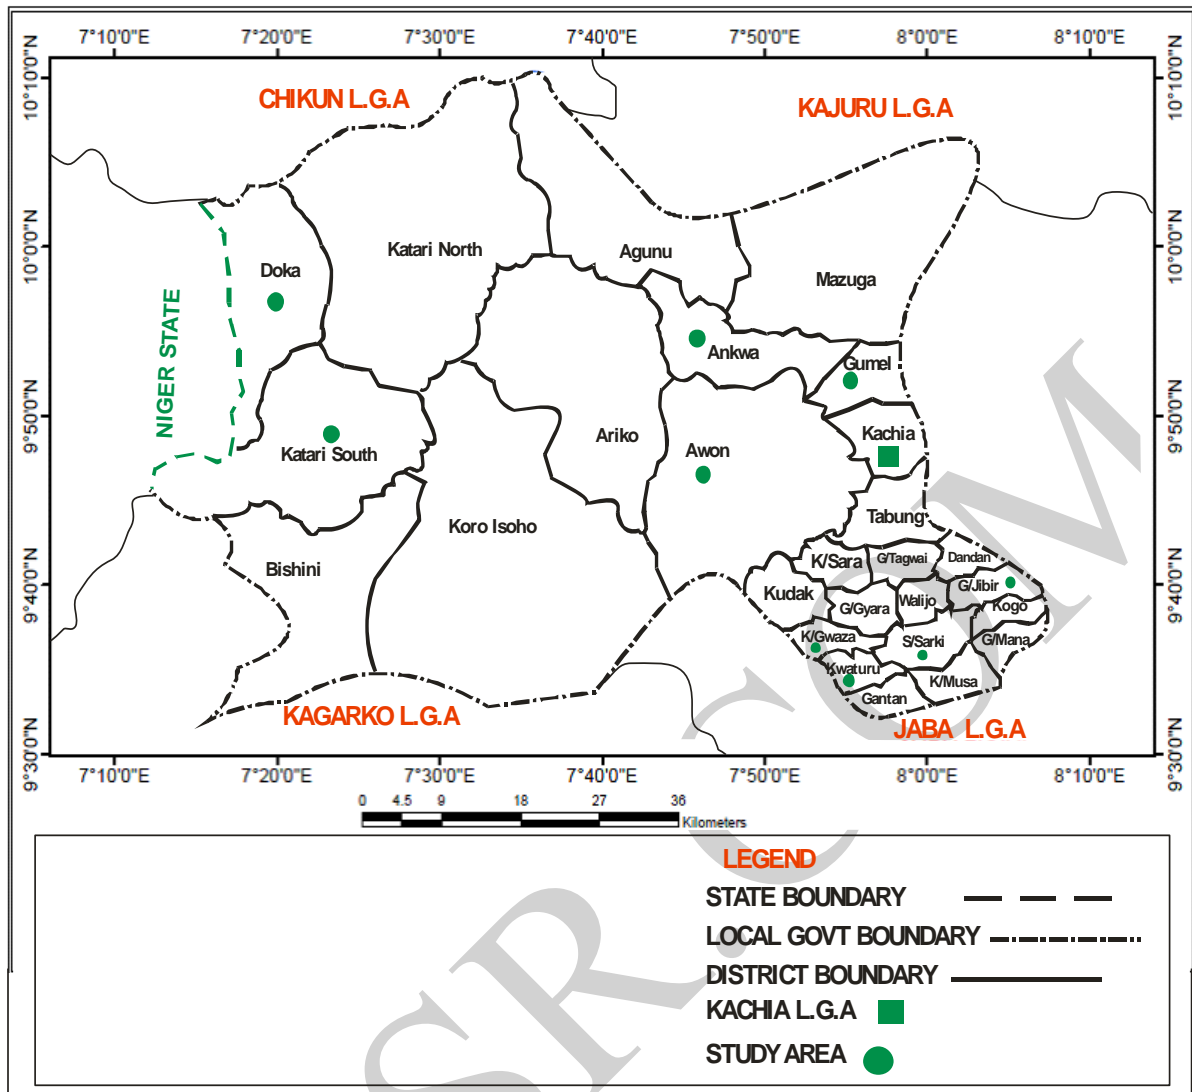 7°10'0"E 7°20'0"E 7°30'0"E 7°40'0"E 7°50'0"E 8°0'0"E 8°10'0"E
10°10'0"N
10°10'0"N
CHIKUN L.G.A
KAJURU L.G.A
10°0'0"N
10°0'0"N
Katari North
Agunu
Doka
Mazuga
NIGER STATE
Ankwa
Gumel
9°50'0"N
9°50'0"N
Ariko
Kachia
Katari South
Awon
Tabung
Koro Isoho
Bishini
K/Sara
G/Tagwai
Dandan
9°40'0"N
9°40'0"N
Kudak
G/Jibir
G/Gyara
Walijo
Kogo
K/Gwaza
S/Sarki
G/Mana
Kwaturu
K/Musa
Gantan
KAGARKO L.G.A
JABA L.G.A
9°30'0"N
9°30'0"N
7°10'0"E 7°20'0"E 7°30'0"E 7°40'0"E 7°50'0"E 8°0'0"E 8°10'0"E
0 4.5 9 18 27 36
Kilometers
LEGEND
STATE BOUNDARY
LOCAL GOVT BOUNDARY
DISTRICT BOUNDARY
KACHIA L.G.A
STUDY AREA
SR.COM